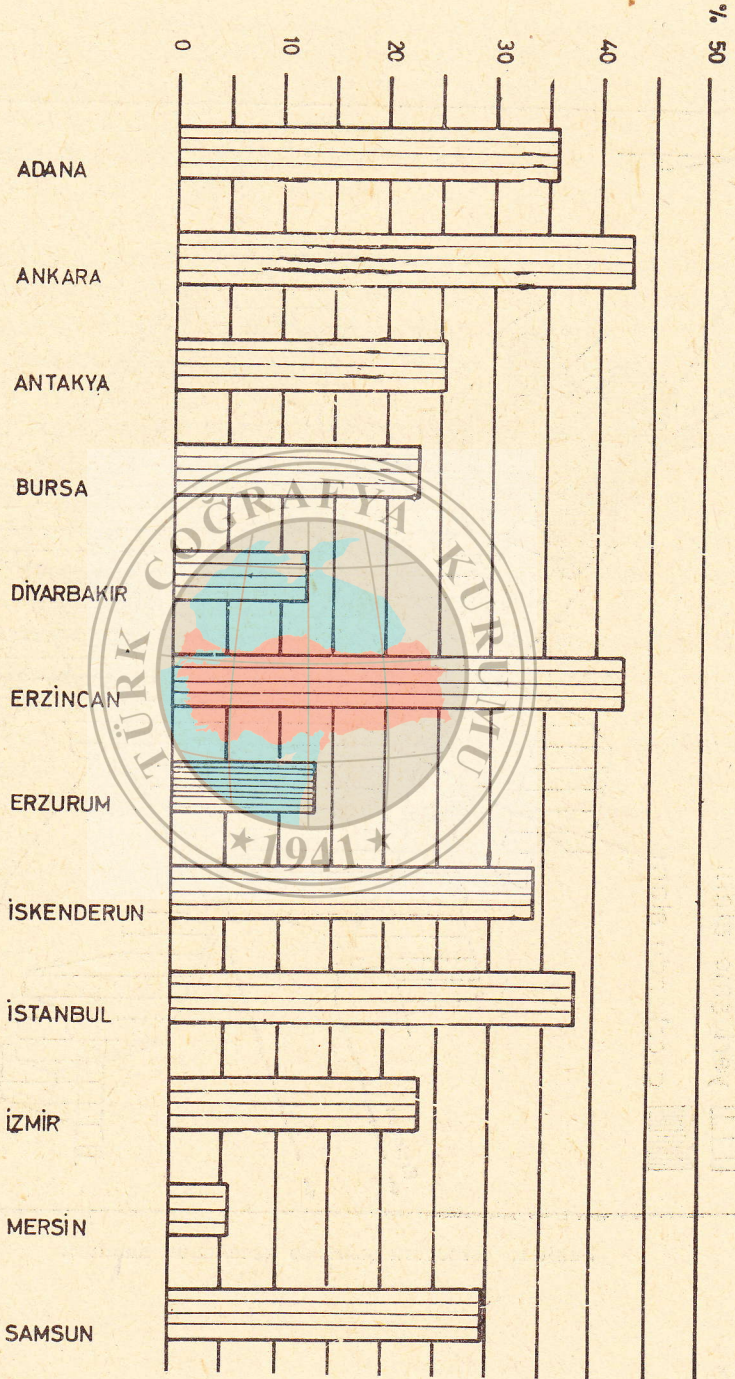 % 50
40
30
20
10
0
ADANA
ANKARA
ANTAKYA
BURSA
DİYARBAKIR
ERZİNCAN
ERZURUM
İSKENDERUN
İSTANBUL
İZMİR
MERSİN
SAMSUN
TÜRK COĞRAFYA KURUMU
1941